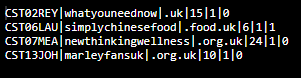 CST02REY|whatyouneednow|.uk|15|1|0
CST06LAU|simplychinesefood|.food.uk|6|1|1
CST07MEA|newthinkingwellness|.org.uk|24|1|0
CST13JOH|marleyfansuk|.org.uk|10|1|0